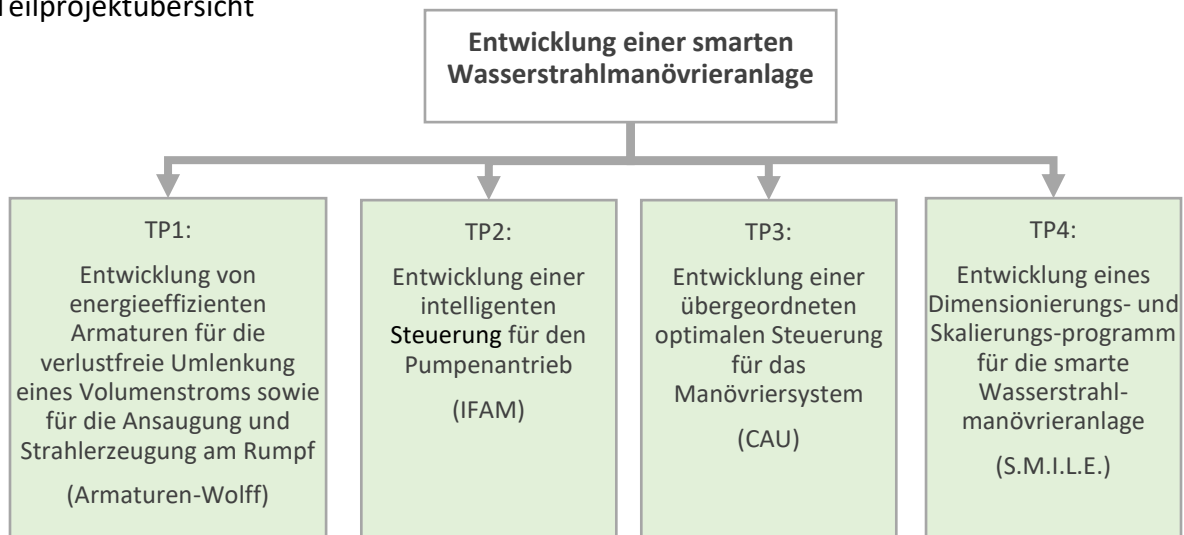 Teilprojektübersicht
Entwicklung einer smarten
Wasserstrahlmanövrieranlage
TP1:
Entwicklung von
energieeffizienten
Armaturen für die
verlustfreie Umlenkung
eines Volumenstroms sowie
für die Ansaugung und
Strahlerzeugung am Rumpf
(Armaturen-Wolff)
TP2:
Entwicklung einer
intelligenten
Steuerung für den
Pumpenantrieb
(IFAM)
TP3:
Entwicklung einer
übergeordneten
optimalen Steuerung
für das
Manövriersystem
(CAU)
TP4:
Entwicklung eines
Dimensionierungs- und
Skalierungs-programm
für die smarte
Wasserstrahl-
manövrieranlage
(S.M.I.L.E.)